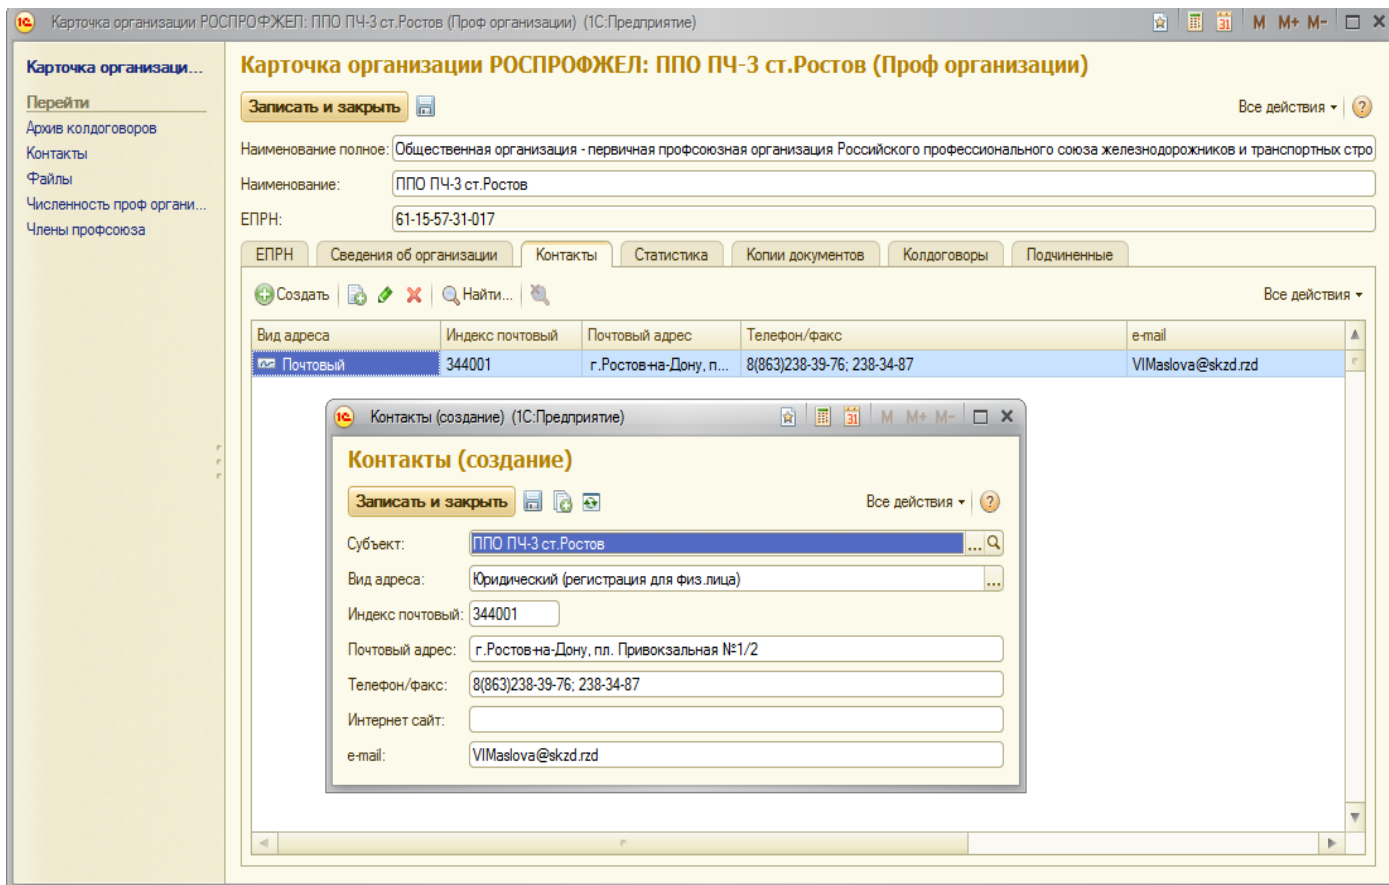 Карточка организации РОСПРОФЖЕЛ: ППО ПЧ-3 ст.Ростов (Проф организации) (1С:Предприятие) 31 M M+ M-
Карточка организаци...
Перейти
Архив колдоговоров
Контакты
Файлы
Численность проф органи...
Члены профсоюза
Карточка организации РОСПРОФЖЕЛ: ППО ПЧ-3 ст.Ростов (Проф организации)
Записать и закрыть Все действия ?
Наименование полное: Общественная организация - первичная профсоюзная организация Российского профессионального союза железнодорожников и транспортных стро
Наименование: ППО ПЧ-3 ст.Ростов
ЕПРН: 61-15-57-31-017
ЕПРН Сведения об организации Контакты Статистика Копии документов Колдоговоры Подчиненные
Создать Найти... Все действия
Вид адреса Индекс почтовый Почтовый адрес Телефон/факс e-mail
Почтовый 344001 г.Ростов-на-Дону, п... 8(863)238-39-76; 238-34-87 VIMaslova@skzd.rzd
Контакты (создание) (1С:Предприятие) 31 M M+ M-
Контакты (создание)
Записать и закрыть Все действия ?
Субъект: ППО ПЧ-3 ст.Ростов ...
Вид адреса: Юридический (регистрация для физ.лица) ...
Индекс почтовый: 344001
Почтовый адрес: г.Ростов-на-Дону, пл. Привокзальная №1/2
Телефон/факс: 8(863)238-39-76; 238-34-87
Интернет сайт:
e-mail: VIMaslova@skzd.rzd